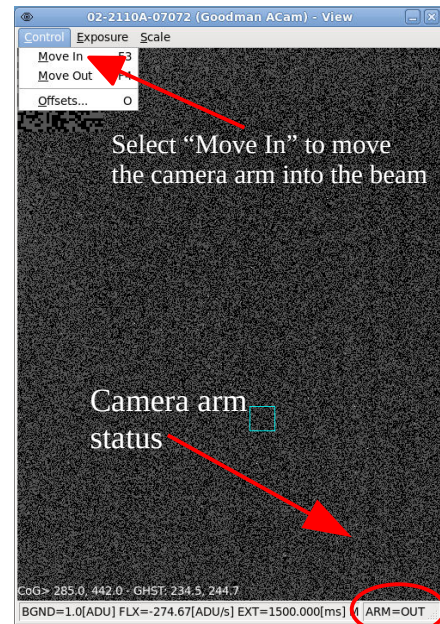 02-2110A-07072 (Goodman ACam) - View
Control Exposure Scale
Move In F3
Move Out F4
Offsets... O
Select “Move In” to move
the camera arm into the beam
Camera arm
status
CoG> 285.0, 442.0 - GHST: 234.5, 244.7
BGND=1.0[ADU] FLX=-274.67[ADU/s] EXT=1500.000[ms] M ARM=OUT